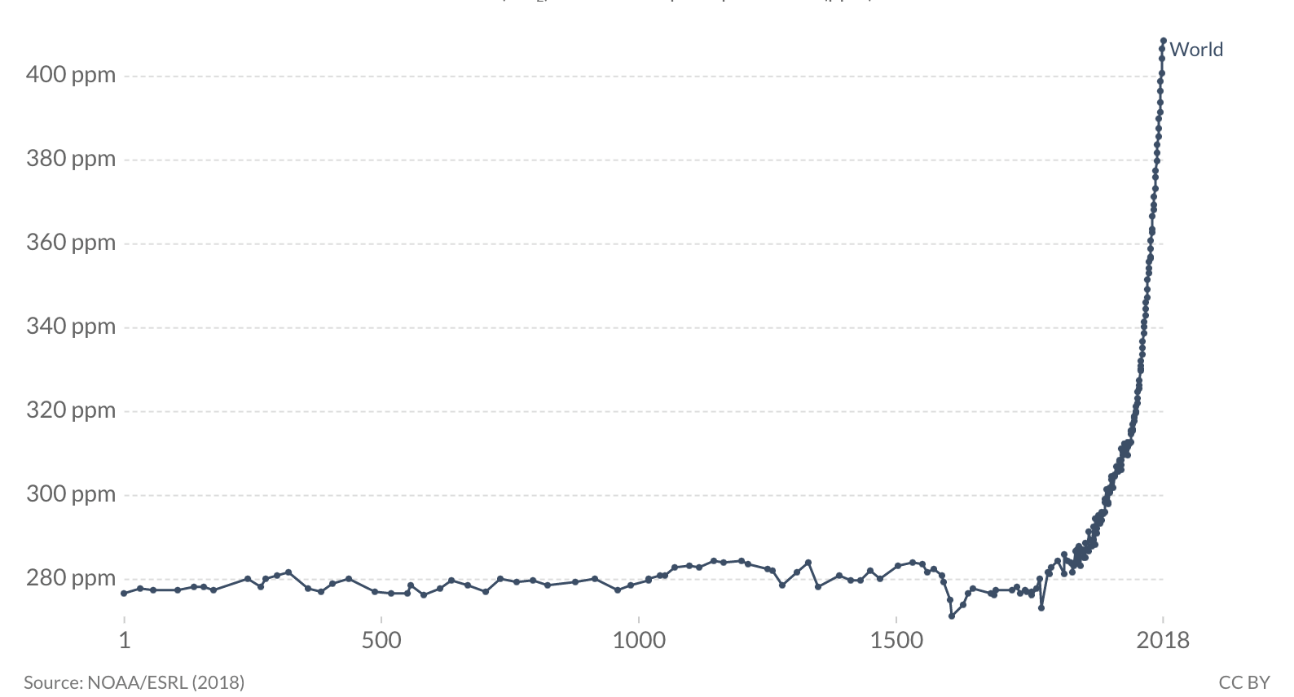 World
400 ppm
380 ppm
360 ppm
340 ppm
320 ppm
300 ppm
280 ppm
1 500 1000 1500 2018
Source: NOAA/ESRL (2018) CC BY